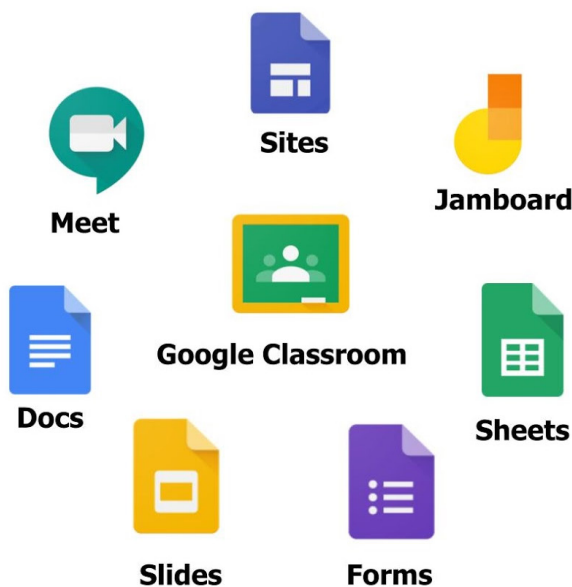 Sites
Meet
Jamboard
Google Classroom
Docs
Sheets
Slides
Forms